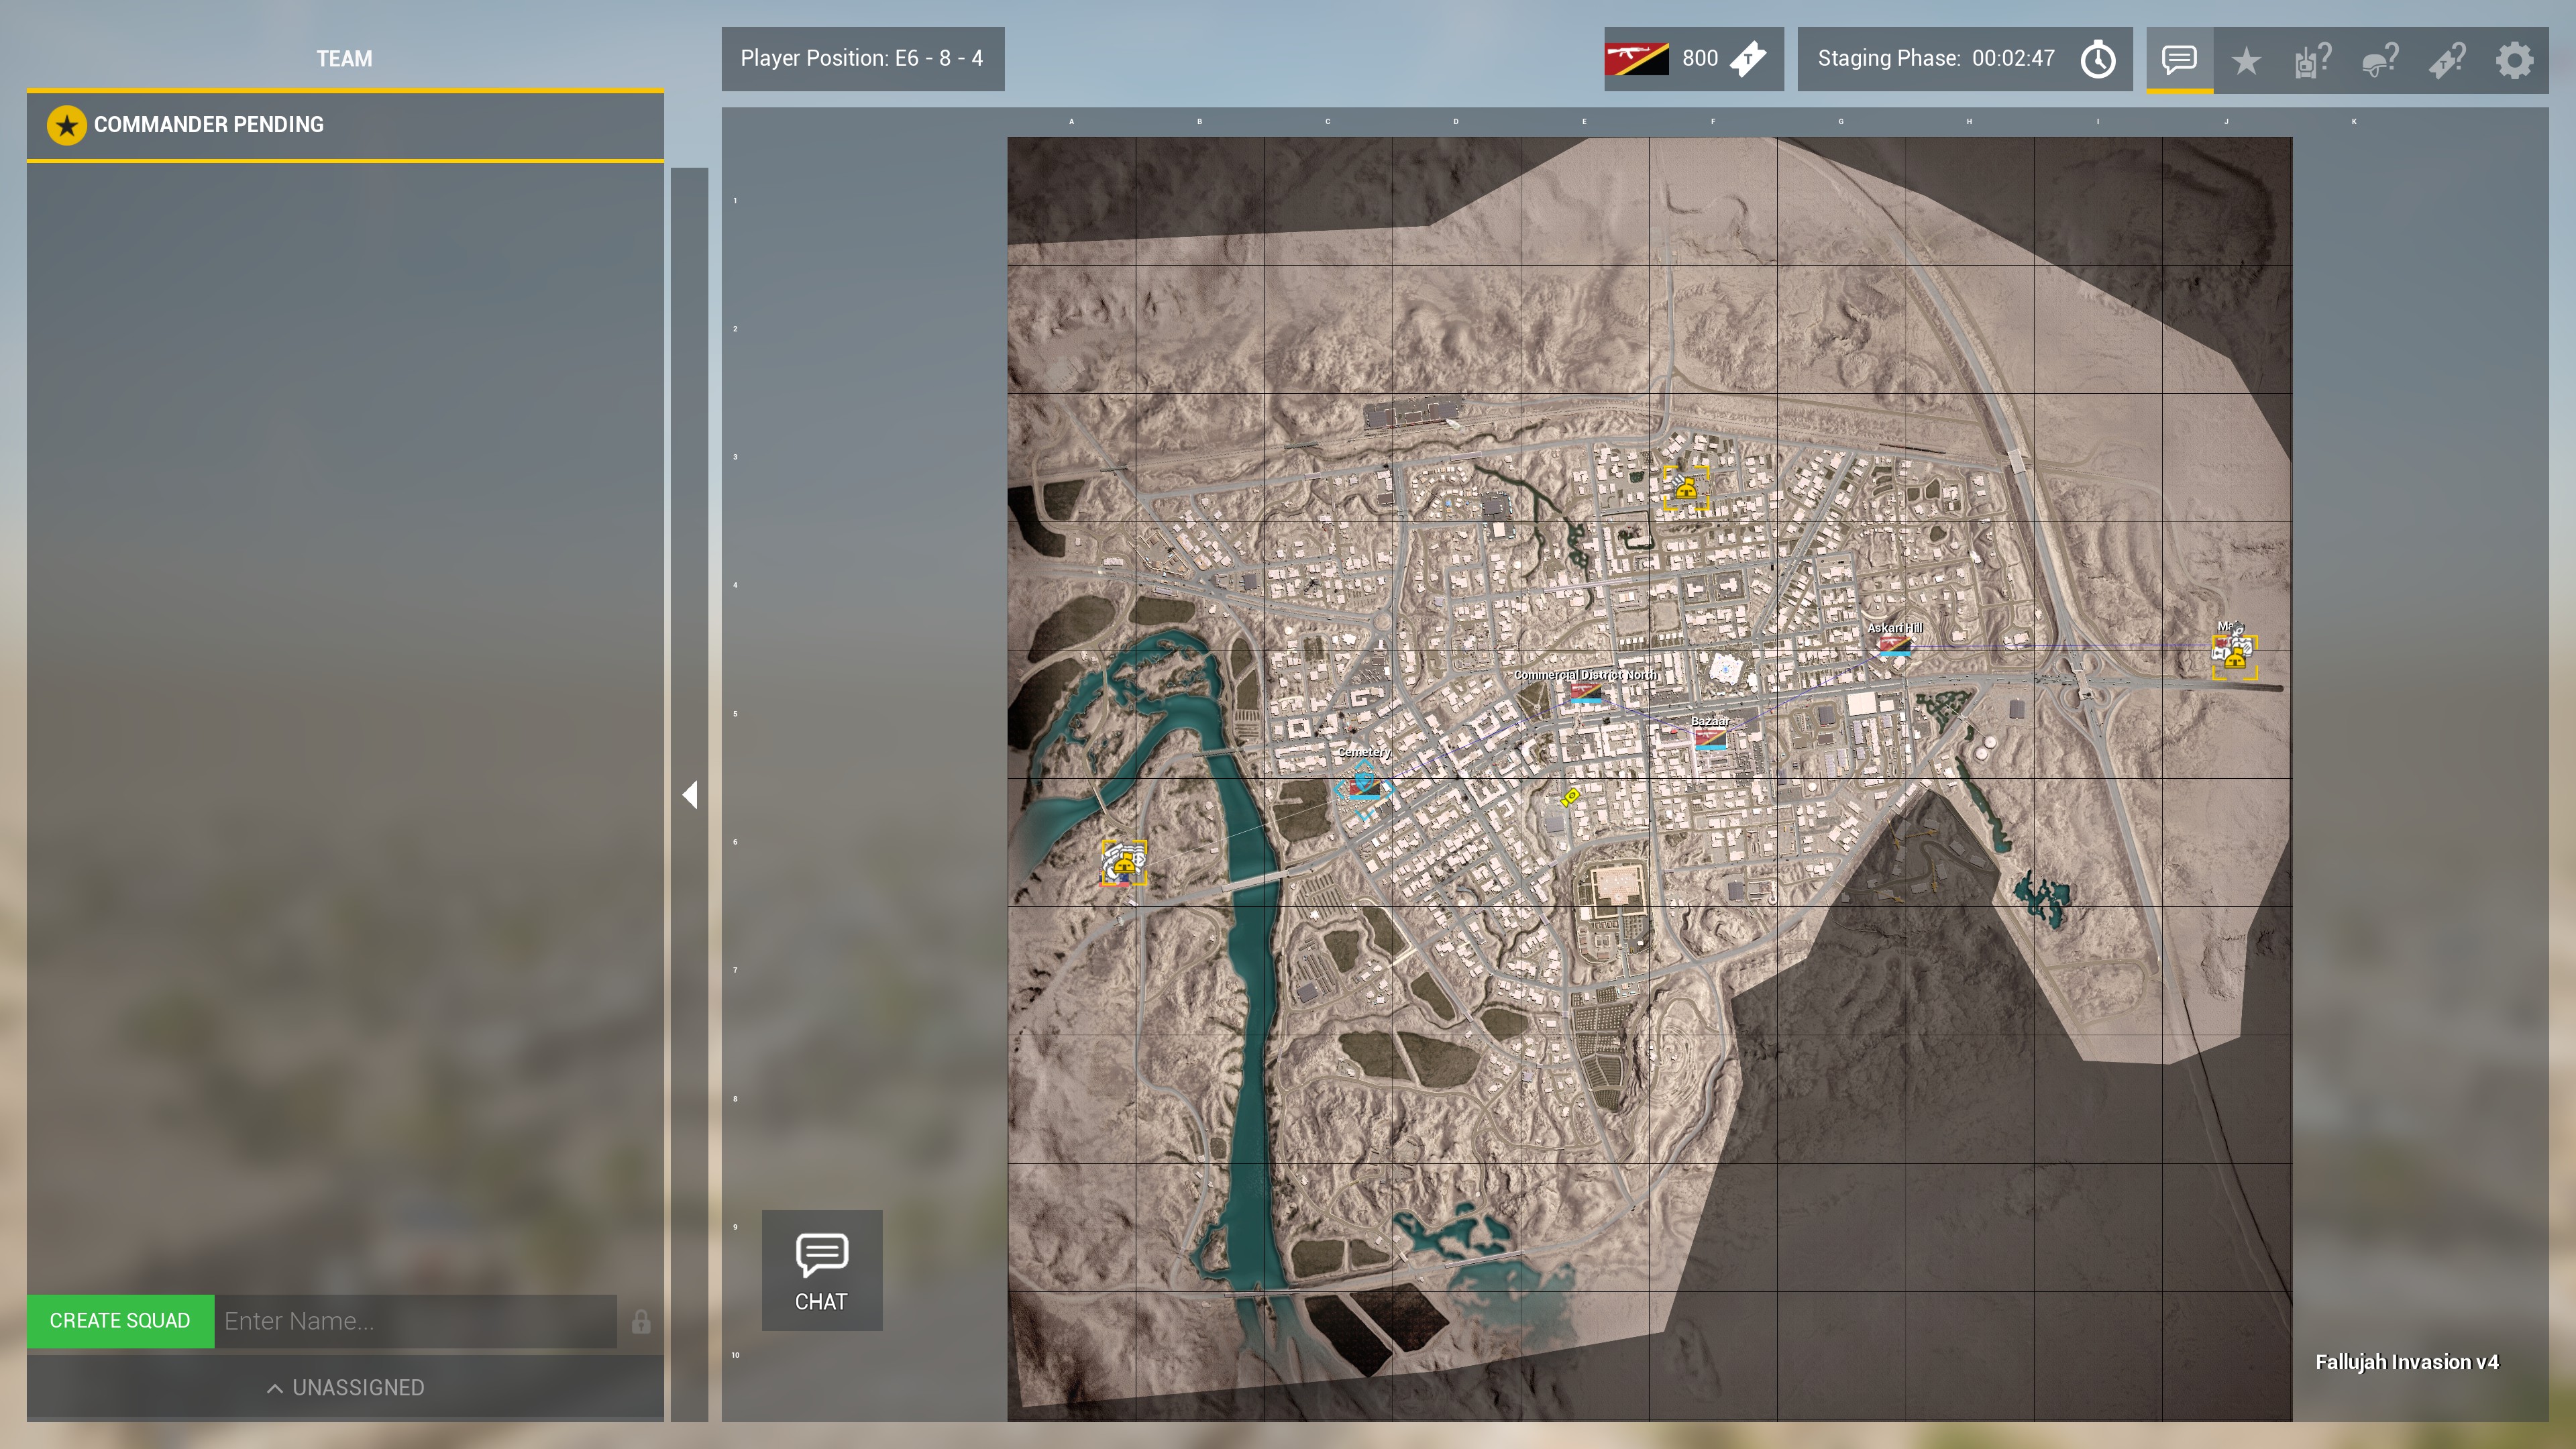 TEAM
Player Position: E6 - 8 - 4
800
Staging Phase: 00:02:47
COMMANDER PENDING
A B C D E F G H I J K
1
2
3
4
Askari Hill
Commercial District North
5
Bazaar
Cemetery
6
7
8
9
CHAT
CREATE SQUAD
Enter Name...
10
Fallujah Invasion v4
UNASSIGNED